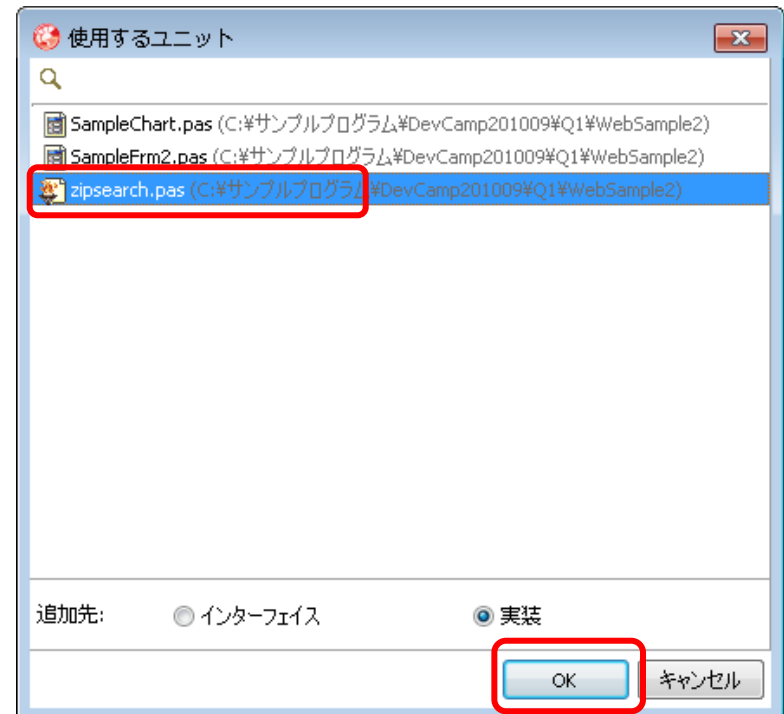 使用するユニット
SampleChart.pas (C:¥サンプルプログラム¥DevCamp201009¥Q1¥WebSample2)
SampleFrm2.pas (C:¥サンプルプログラム¥DevCamp201009¥Q1¥WebSample2)
zipsearch.pas (C:¥サンプルプログラム¥DevCamp201009¥Q1¥WebSample2)
追加先: インターフェイス 実装
OK キャンセル